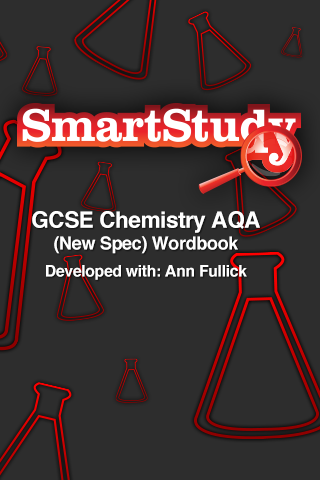 SmartStudy
GCSE Chemistry AQA
(New Spec) Wordbook
Developed with: Ann Fullick